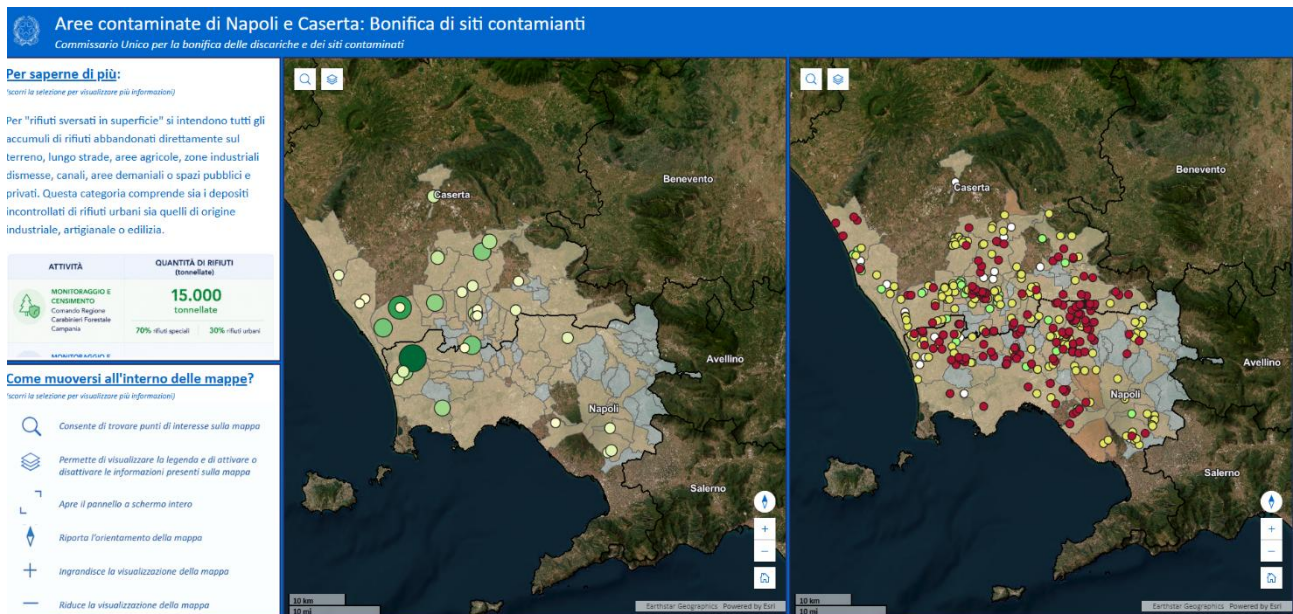 Aree contaminate di Napoli e Caserta: Bonifica di siti contamianti
Commissario Unico per la bonifica delle discariche e dei siti contaminati
Per saperne di più:
(scorri la selezione per visualizzare più informazioni)
Per "rifiuti sversati in superficie" si intendono tutti gli
accumuli di rifiuti abbandonati direttamente sul
terreno, lungo strade, aree agricole, zone industriali
dismesse, canali, aree demaniali o spazi pubblici e
privati. Questa categoria comprende sia i depositi
incontrollati di rifiuti urbani sia quelli di origine
industriale, artigianale o edilizia.
ATTIVITÀ
QUANTITÀ DI RIFIUTI
(tonnellate)
MONITORAGGIO E
CENSIMENTO
Comando Regione
Carabinieri Forestale
Campania
15.000
tonnellate
70% rifiuti speciali
30% rifiuti urbani
MONITORAGGIO E
Come muoversi all'interno delle mappe?
(scorri la selezione per visualizzare più informazioni)
Consente di trovare punti di interesse sulla mappa
Permette di visualizzare la legenda e di attivare o
disattivare le informazioni presenti sulla mappa
Apre il pannello a schermo intero
Riporta l'orientamento della mappa
Ingrandisce la visualizzazione della mappa
Riduce la visualizzazione della mappa
Benevento
Caserta
Avellino
Napoli
Salerno
10 km
10 mi
Earthstar Geographics Powered by Esri
Benevento
Caserta
Avellino
Napoli
Salerno
10 km
10 mi
Earthstar Geographics Powered by Esri